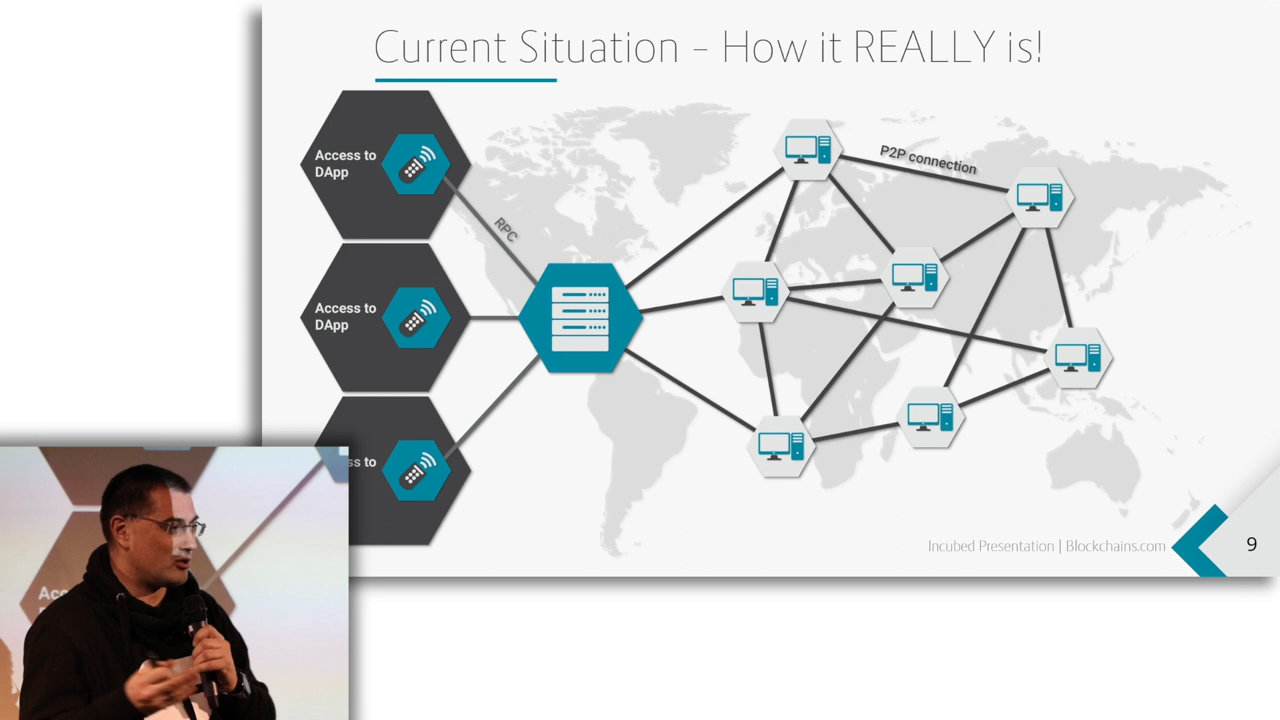 Current Situation – How it REALLY is!
Access to
DApp
RPC
P2P connection
Access to
DApp
ss to
Incubed Presentation | Blockchains.com
9
Acc